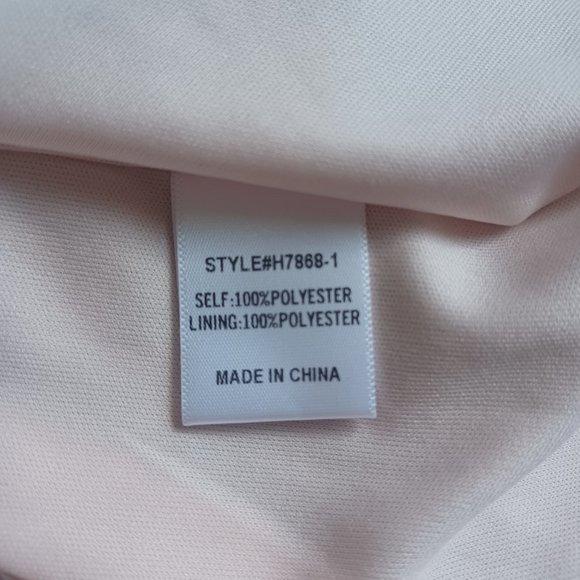 STYLE#H7868-1
SELF:100%POLYESTER
LINING:100%POLYESTER
MADE IN CHINA